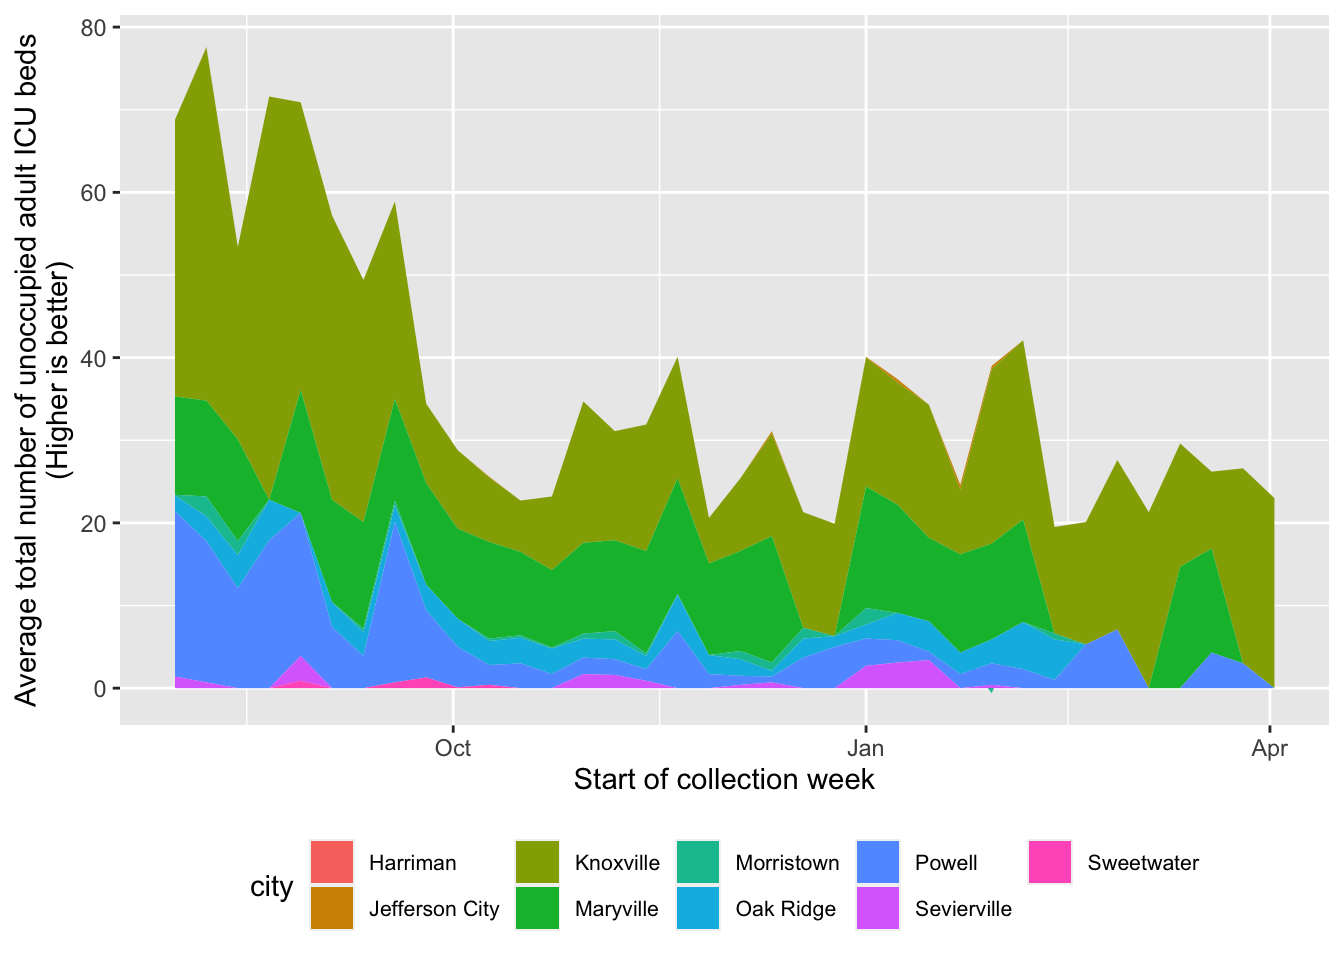 Average total number of unoccupied adult ICU beds
(Higher is better)
80
60
40
20
0
Oct
Jan
Apr
Start of collection week
city
Harriman
Knoxville
Morristown
Powell
Sweetwater
Jefferson City
Maryville
Oak Ridge
Sevierville